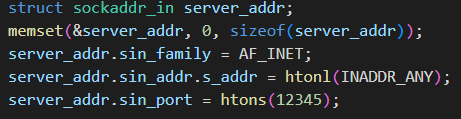 struct sockaddr_in server_addr;
memset(&server_addr, 0, sizeof(server_addr));
server_addr.sin_family = AF_INET;
server_addr.sin_addr.s_addr = htonl(INADDR_ANY);
server_addr.sin_port = htons(12345);